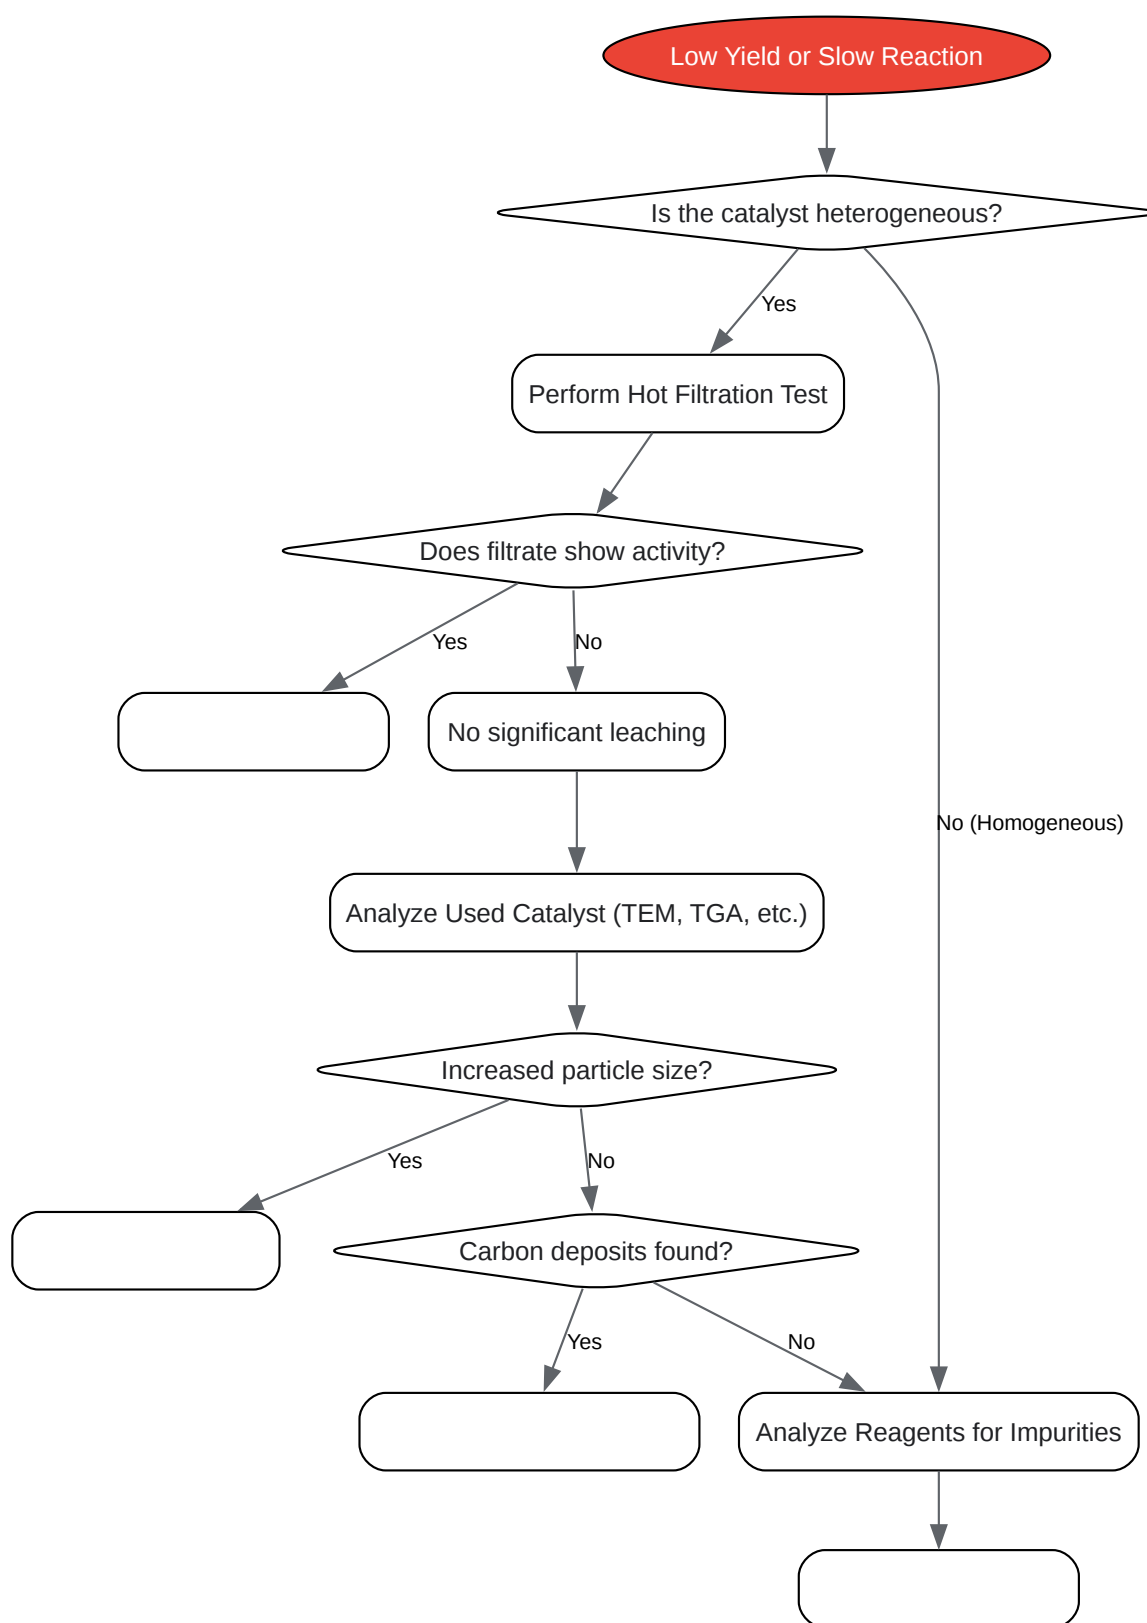 Low Yield or Slow Reaction
Is the catalyst heterogeneous?
Yes
Perform Hot Filtration Test
Does filtrate show activity?
Yes
No
No significant leaching
No (Homogeneous)
Analyze Used Catalyst (TEM, TGA, etc.)
Increased particle size?
Yes
No
Carbon deposits found?
Yes
No
Analyze Reagents for Impurities